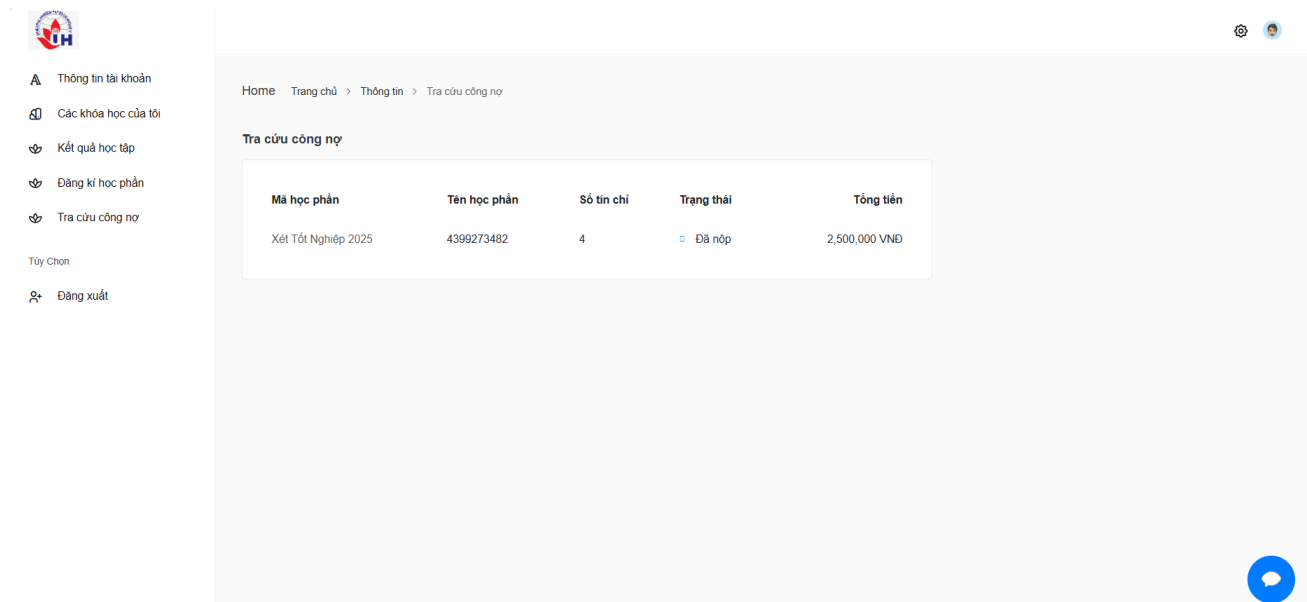 UH
Thông tin tài khoản
Các khóa học của tôi
Kết quả học tập
Đăng kí học phần
Tra cứu công nợ
Tùy Chọn
Đăng xuất
Home Trang chủ > Thông tin > Tra cứu công nợ
Tra cứu công nợ
Mã học phần Tên học phần Số tín chỉ Trạng thái Tổng tiền
Xét Tốt Nghiệp 2025 4399273482 4 Đã nộp 2,500,000 VNĐ